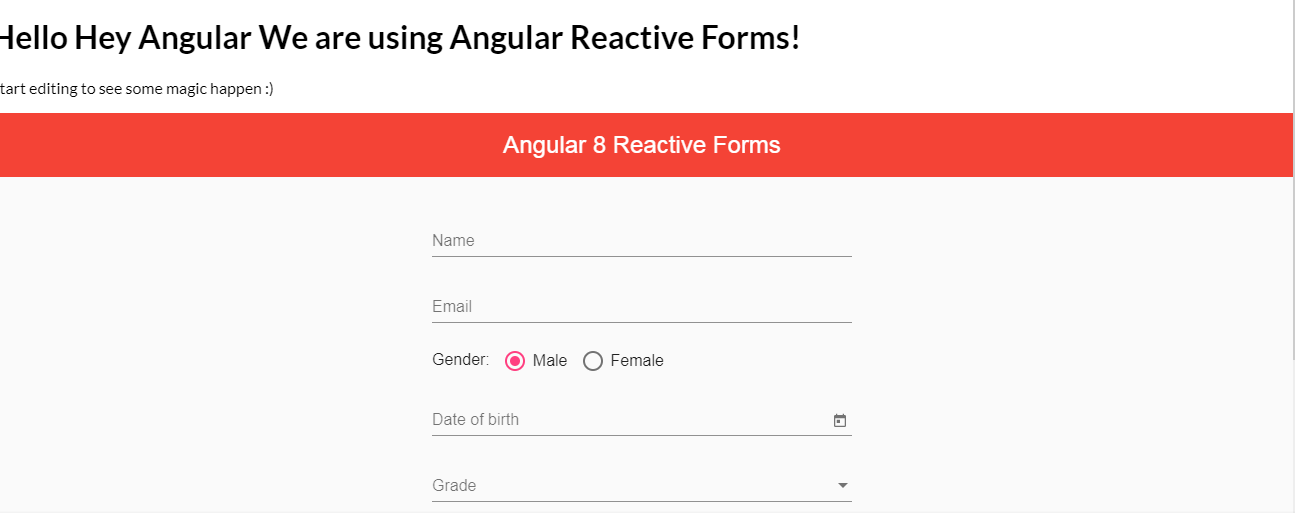 Hello Hey Angular We are using Angular Reactive Forms!
tart editing to see some magic happen :)
Angular 8 Reactive Forms
Name
Email
Gender: Male Female
Date of birth
Grade